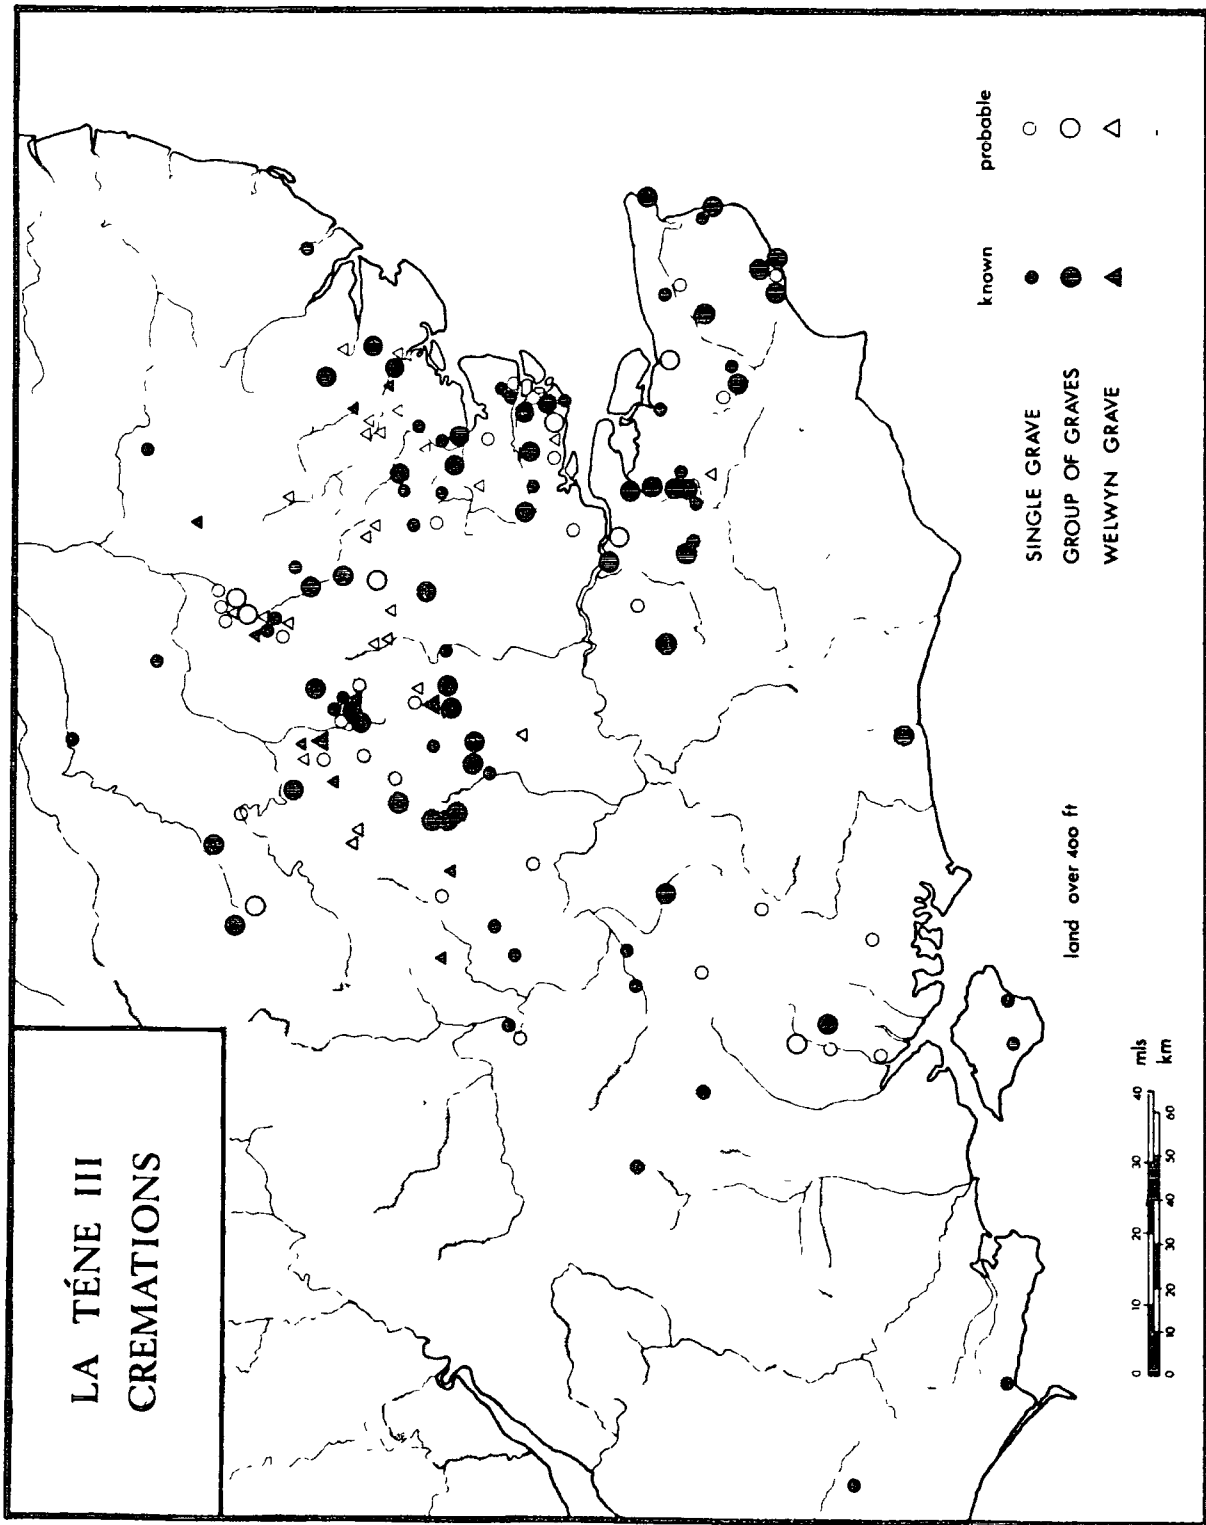 LA TÉNE III
CREMATIONS
known probable
SINGLE GRAVE
GROUP OF GRAVES
WELWYN GRAVE
land over 400 ft
0 10 20 30 40 mls
0 10 20 30 40 50 60 km